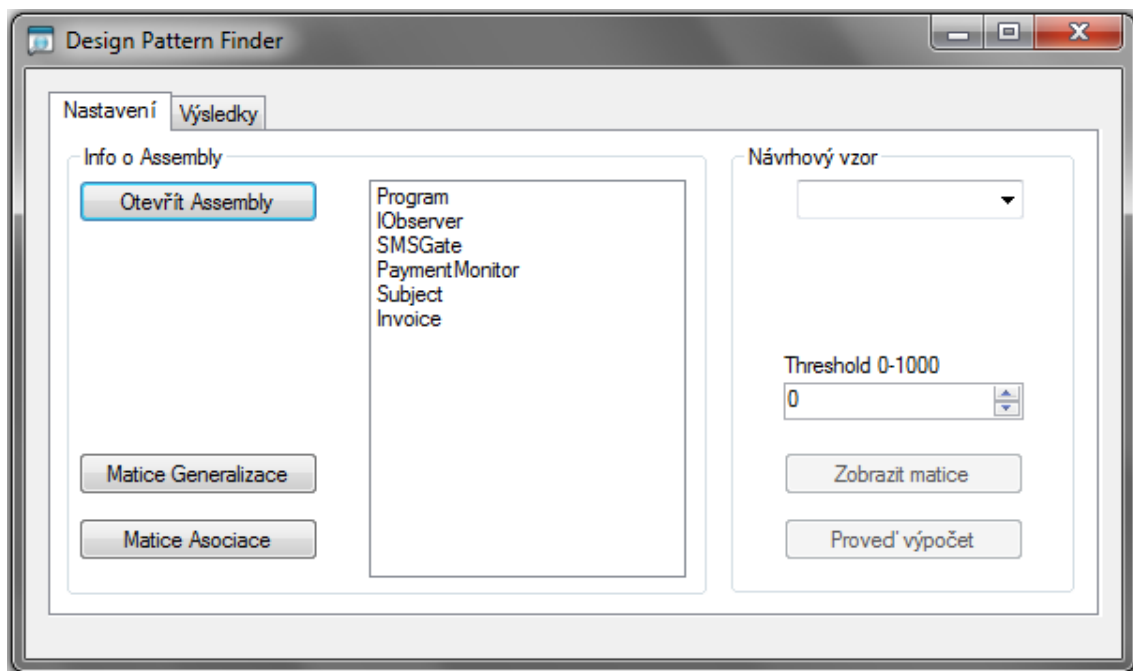 Design Pattern Finder
Nastavení Výsledky
Info o Assembly
Otevřít Assembly
Program
IObserver
SMSGate
PaymentMonitor
Subject
Invoice
Matice Generalizace
Matice Asociace
Návrhový vzor
Threshold 0-1000
0
Zobrazit matice
Proveď výpočet